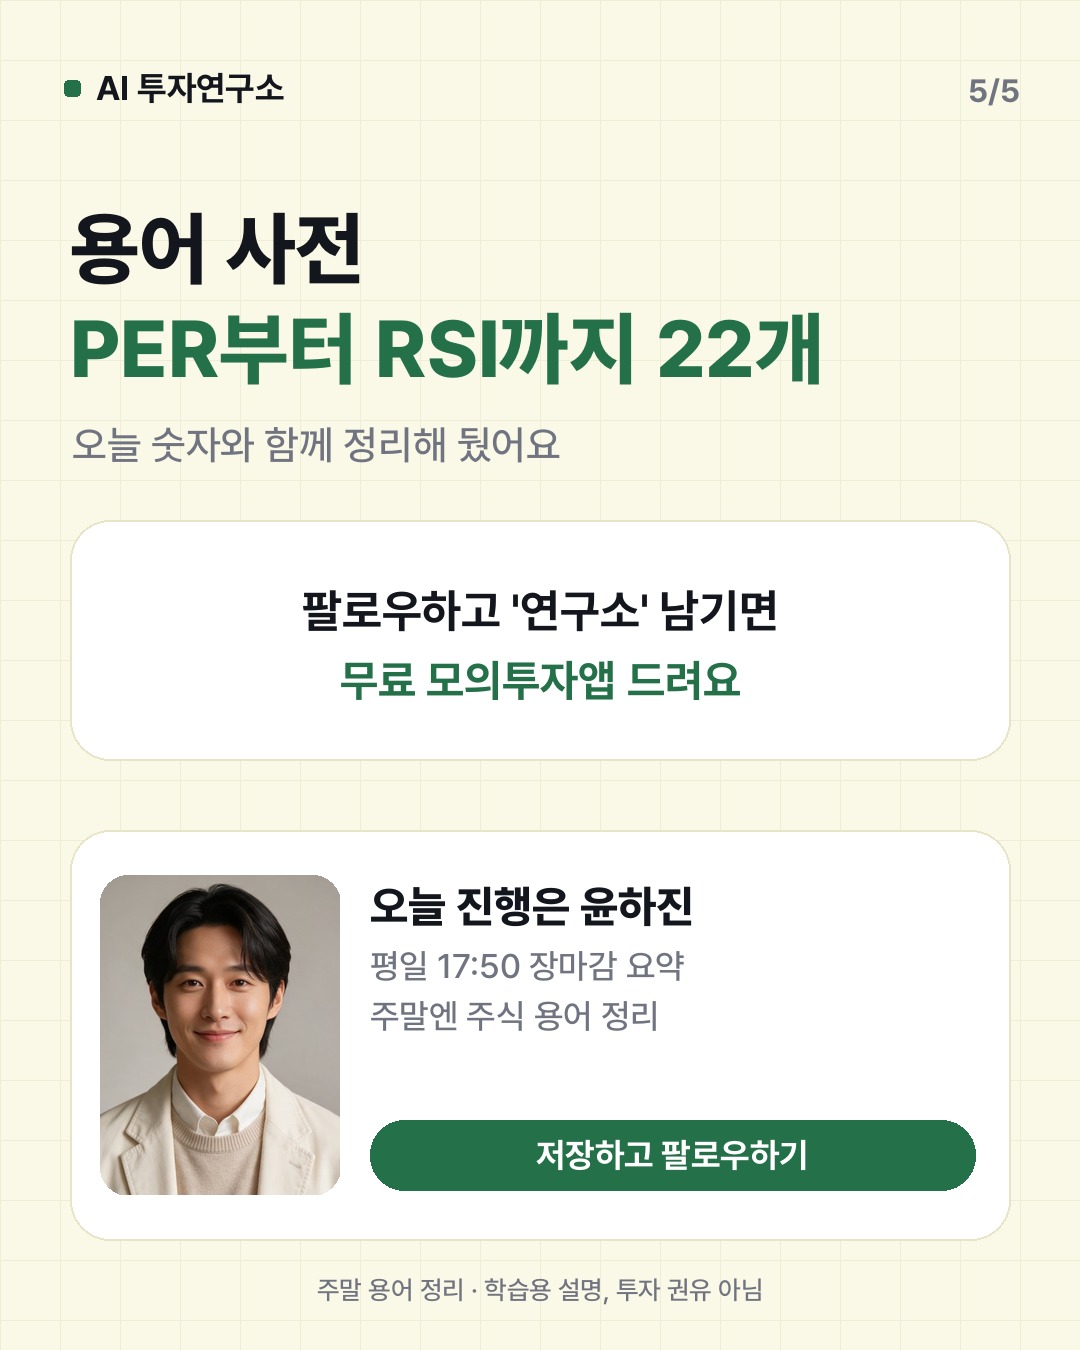 AI 투자연구소
5/5
용어 사전
PER부터 RSI까지 22개
오늘 숫자와 함께 정리해 뒀어요
팔로우하고 '연구소' 남기면
무료 모의투자앱 드려요
오늘 진행은 윤하진
평일 17:50 장마감 요약
주말엔 주식 용어 정리
저장하고 팔로우하기
주말 용어 정리 · 학습용 설명, 투자 권유 아님